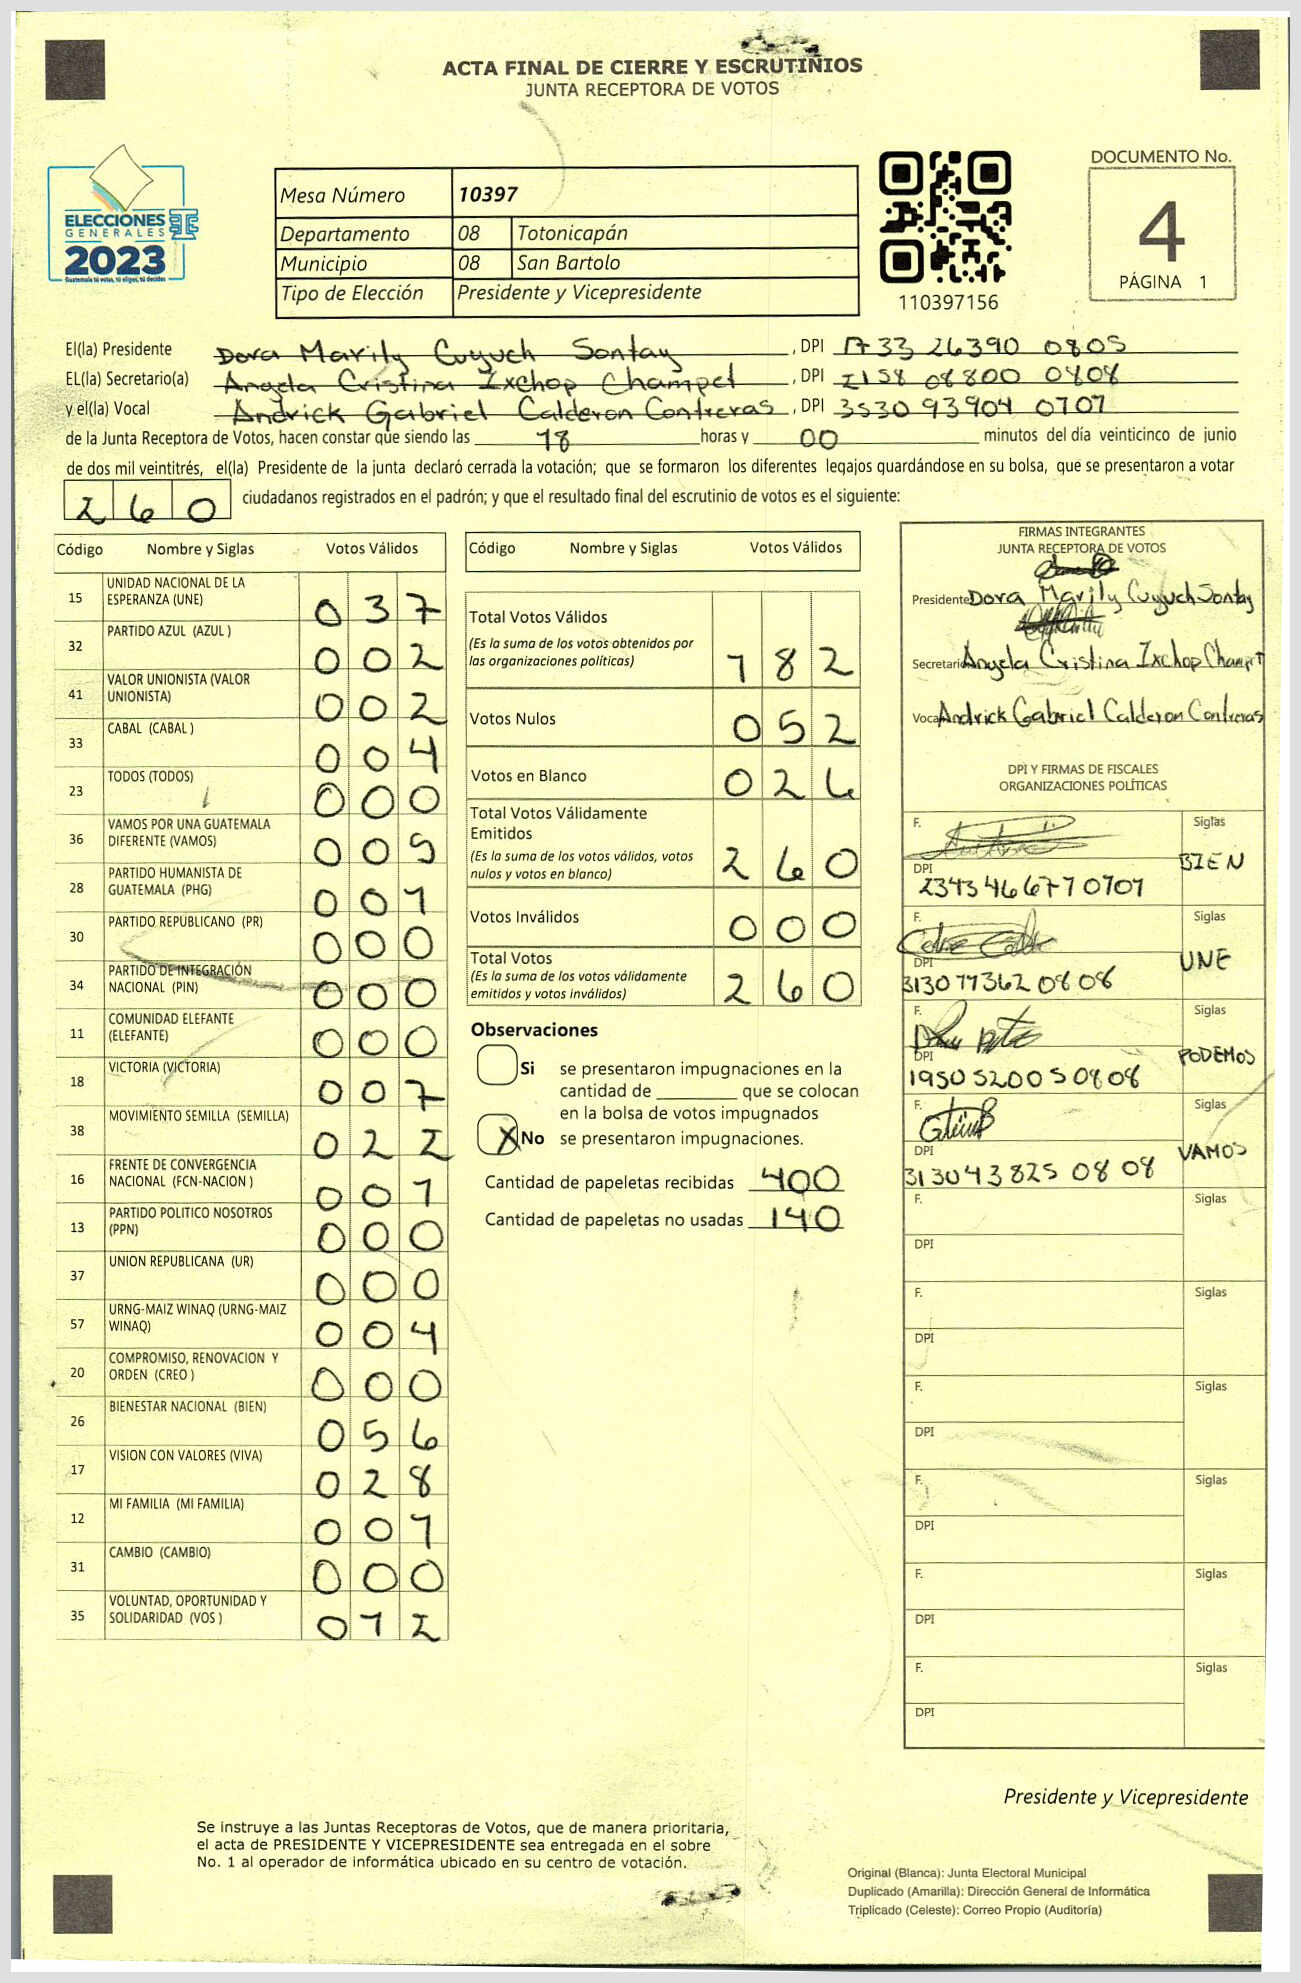 ACTA FINAL DE CIERRE Y ESCRUTINIOS
JUNTA RECEPTORA DE VOTOS
ELECCIONES
GENERALES
2023
Guatemala tú votas, tú eliges, tú decides
Mesa Número 10397
Departamento 08 Totonicapán
Municipio 08 San Bartolo
Tipo de Elección Presidente y Vicepresidente
110397156
DOCUMENTO No.
4
PÁGINA 1
El(la) Presidente Dora Marily Cuyuch Sontay, DPI 1733 26390 0805
EL(la) Secretario(a) Angela Cristina Ixchop Champet, DPI 2158 08800 0808
y el(la) Vocal Andrick Gabriel Calderon Contreras, DPI 3530 93904 0707
de la Junta Receptora de Votos, hacen constar que siendo las 18 horas y 00 minutos del día veinticinco de junio
de dos mil veintitrés, el(la) Presidente de la junta declaró cerrada la votación; que se formaron los diferentes legajos guardándose en su bolsa, que se presentaron a votar
260 ciudadanos registrados en el padrón; y que el resultado final del escrutinio de votos es el siguiente:
Código Nombre y Siglas Votos Válidos
15 UNIDAD NACIONAL DE LA
ESPERANZA (UNE) 037
32 PARTIDO AZUL (AZUL ) 002
41 VALOR UNIONISTA (VALOR
UNIONISTA) 002
33 CABAL (CABAL ) 004
23 TODOS (TODOS) 000
36 VAMOS POR UNA GUATEMALA
DIFERENTE (VAMOS) 005
28 PARTIDO HUMANISTA DE
GUATEMALA (PHG) 001
30 PARTIDO REPUBLICANO (PR) 000
34 PARTIDO DE INTEGRACIÓN
NACIONAL (PIN) 000
11 COMUNIDAD ELEFANTE
(ELEFANTE) 000
18 VICTORIA (VICTORIA) 007
38 MOVIMIENTO SEMILLA (SEMILLA) 022
16 FRENTE DE CONVERGENCIA
NACIONAL (FCN-NACION ) 001
13 PARTIDO POLITICO NOSOTROS
(PPN) 000
37 UNION REPUBLICANA (UR) 000
57 URNG-MAIZ WINAQ (URNG-MAIZ
WINAQ) 004
20 COMPROMISO, RENOVACION Y
ORDEN (CREO ) 000
26 BIENESTAR NACIONAL (BIEN) 056
17 VISION CON VALORES (VIVA) 028
12 MI FAMILIA (MI FAMILIA) 001
31 CAMBIO (CAMBIO) 000
35 VOLUNTAD, OPORTUNIDAD Y
SOLIDARIDAD (VOS ) 012
Código Nombre y Siglas Votos Válidos
Total Votos Válidos
(Es la suma de los votos obtenidos por
las organizaciones políticas) 182
Votos Nulos 052
Votos en Blanco 026
Total Votos Válidamente
Emitidos
(Es la suma de los votos válidos, votos
nulos y votos en blanco) 260
Votos Inválidos 000
Total Votos
(Es la suma de los votos válidamente
emitidos y votos inválidos) 260
Observaciones
Si se presentaron impugnaciones en la
cantidad de ________ que se colocan
en la bolsa de votos impugnados
X No se presentaron impugnaciones.
Cantidad de papeletas recibidas 400
Cantidad de papeletas no usadas 140
FIRMAS INTEGRANTES
JUNTA RECEPTORA DE VOTOS
Presidente Dora Marily Cuyuch Sontay
Secretario Angela Cristina Ixchop Champet
Vocal Andrick Gabriel Calderon Contreras
DPI Y FIRMAS DE FISCALES
ORGANIZACIONES POLÍTICAS
F. Siglas
BIEN
DPI
2343 46677 0707
F. Siglas
UNE
DPI
3130 77362 0808
F. Siglas
PODEMOS
DPI
1950 52005 0808
F. Siglas
VAMOS
DPI
3130 43825 08 08
F. Siglas
DPI
F. Siglas
DPI
F. Siglas
DPI
F. Siglas
DPI
F. Siglas
DPI
F. Siglas
DPI
Presidente y Vicepresidente
Se instruye a las Juntas Receptoras de Votos, que de manera prioritaria,
el acta de PRESIDENTE Y VICEPRESIDENTE sea entregada en el sobre
No. 1 al operador de informática ubicado en su centro de votación.
Original (Blanca): Junta Electoral Municipal
Duplicado (Amarilla): Dirección General de Informática
Triplicado (Celeste): Correo Propio (Auditoría)